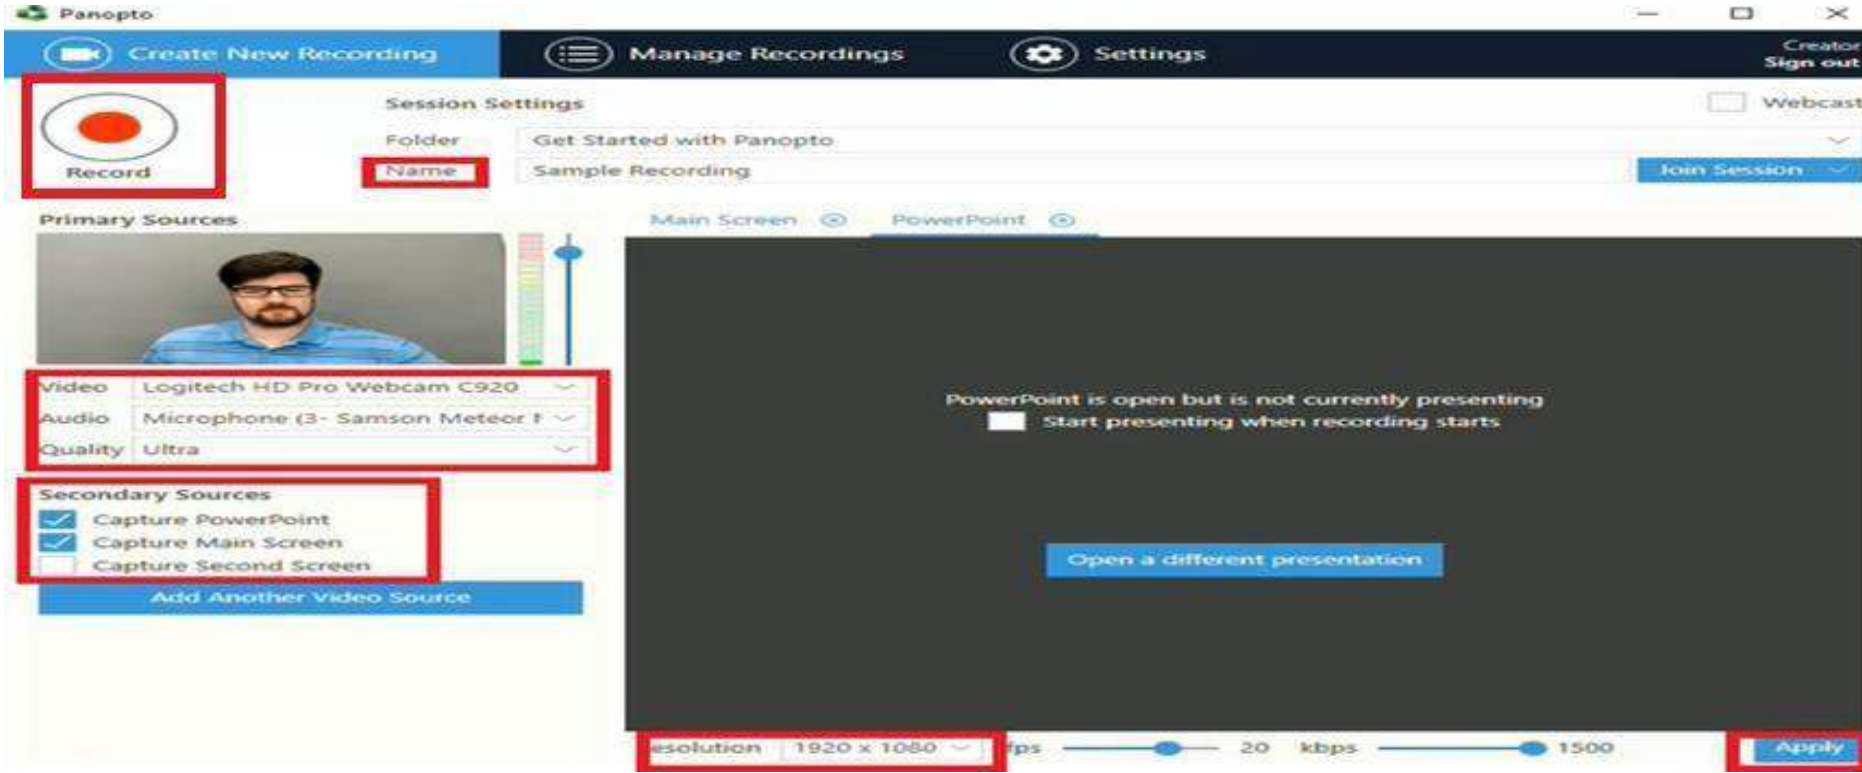 Panopto
Create New Recording Manage Recordings Settings Creator
Sign out
Session Settings Webcast
Record
Folder Get Started with Panopto
Name Sample Recording Join Session
Primary Sources
Main Screen PowerPoint
Video Logitech HD Pro Webcam C920
Audio Microphone (3- Samson Meteor
Quality Ultra
Secondary Sources
Capture PowerPoint
Capture Main Screen
Capture Second Screen
Add Another Video Source
PowerPoint is open but is not currently presenting
Start presenting when recording starts
Open a different presentation
esolution 1920 x 1080 fps 20 kbps 1500 Apply